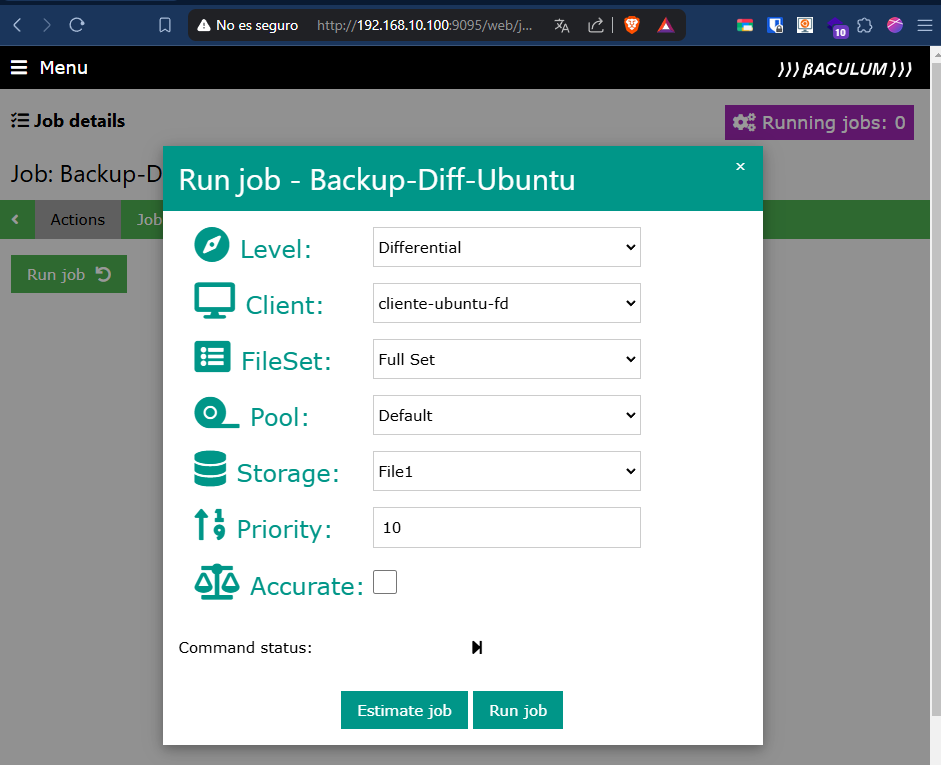 No es seguro http://192.168.10.100:9095/web/j...
10
Menu
))) βACULUM )))
Job details
Running jobs: 0
Job: Backup-D
Run job - Backup-Diff-Ubuntu
×
Actions
Job
Run job
Level: Differential
Client: cliente-ubuntu-fd
FileSet: Full Set
Pool: Default
Storage: File1
Priority: 10
Accurate:
Command status:
Estimate job
Run job